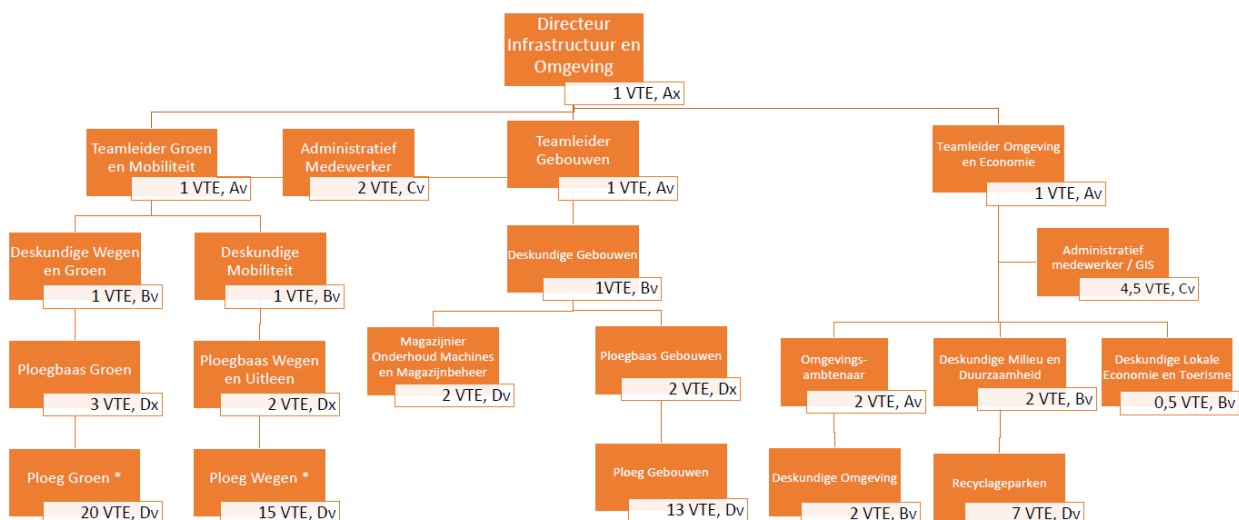 Directeur
Infrastructuur en
Omgeving
1 VTE, Ax
Teamleider Groen
en Mobiliteit
1 VTE, Av
Administratief
Medewerker
2 VTE, Cv
Teamleider
Gebouwen
1 VTE, Av
Teamleider Omgeving
en Economie
1 VTE, Av
Deskundige Wegen
en Groen
1 VTE, Bv
Deskundige
Mobiliteit
1 VTE, Bv
Deskundige Gebouwen
1VTE, Bv
Administratief
medewerker / GIS
4,5 VTE, Cv
Ploegbaas Groen
3 VTE, Dx
Ploegbaas Wegen
en Uitleen
2 VTE, Dx
Magazijnier
Onderhoud Machines
en Magazijnbeheer
2 VTE, Dv
Ploegbaas Gebouwen
2 VTE, Dx
Omgevings-
ambtenaar
2 VTE, Av
Deskundige Milieu en
Duurzaamheid
2 VTE, Bv
Deskundige Lokale
Economie en Toerisme
0,5 VTE, Bv
Ploeg Groen *
20 VTE, Dv
Ploeg Wegen *
15 VTE, Dv
Ploeg Gebouwen
13 VTE, Dv
Deskundige Omgeving
2 VTE, Bv
Recyclageparken
7 VTE, Dv